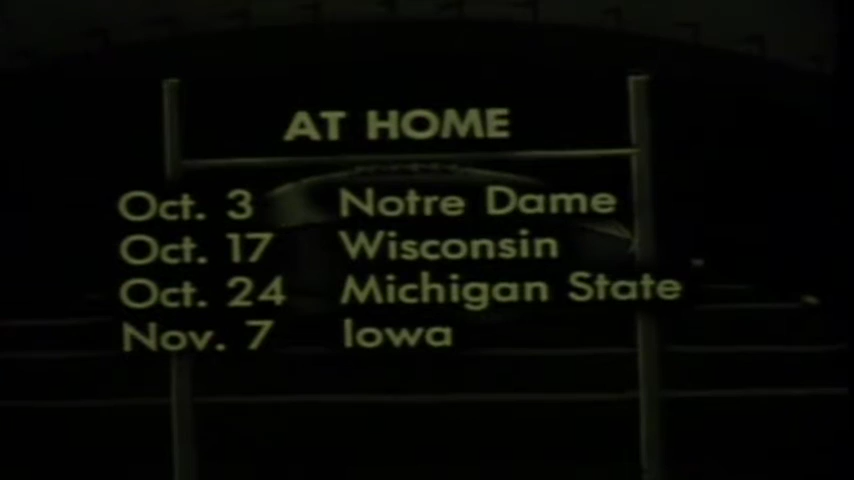 AT HOME
Oct. 3 Notre Dame
Oct. 17 Wisconsin
Oct. 24 Michigan State
Nov. 7 Iowa